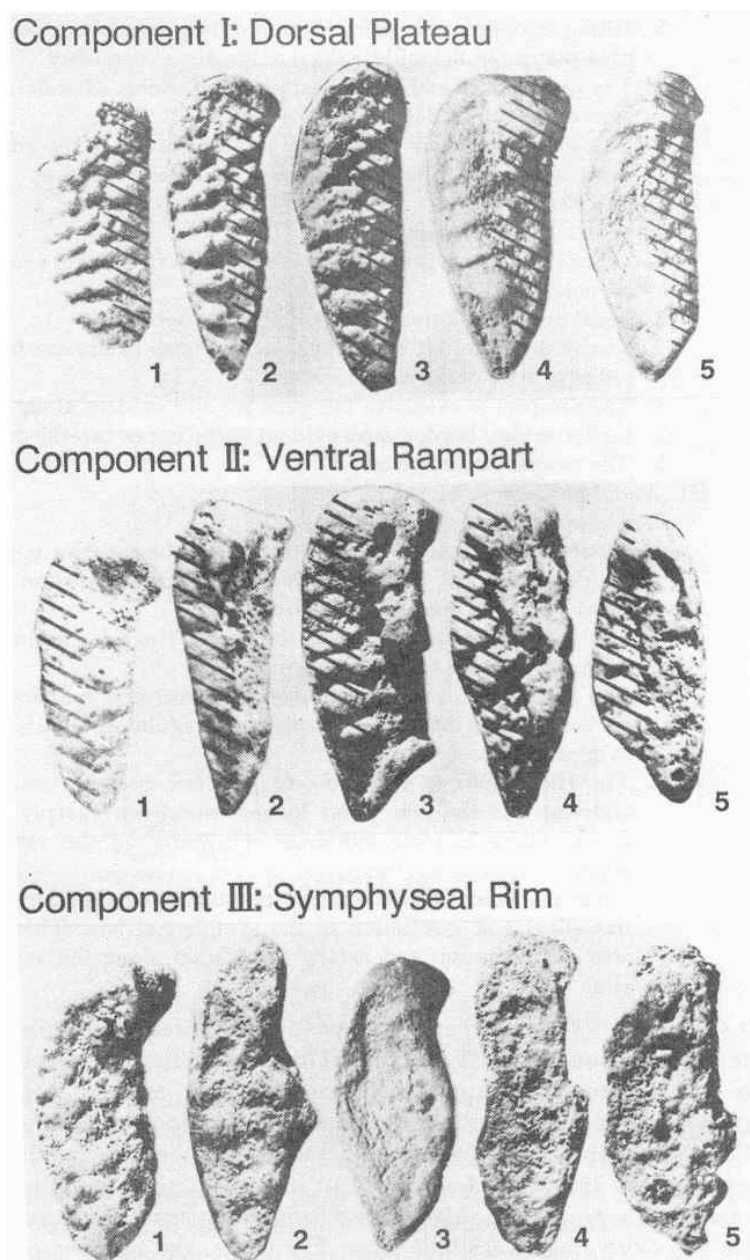 Component I: Dorsal Plateau
1 2 3 4 5
Component II: Ventral Rampart
1 2 3 4 5
Component III: Symphyseal Rim
1 2 3 4 5